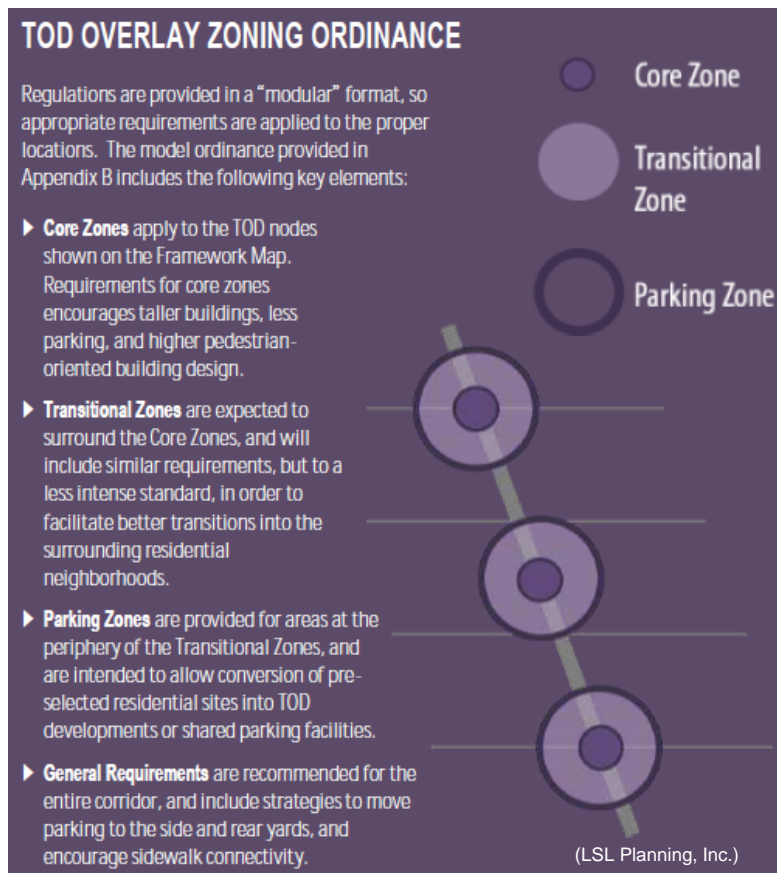 TOD OVERLAY ZONING ORDINANCE
Regulations are provided in a “modular” format, so
appropriate requirements are applied to the proper
locations. The model ordinance provided in
Appendix B includes the following key elements:
Core Zones apply to the TOD nodes
shown on the Framework Map.
Requirements for core zones
encourages taller buildings, less
parking, and higher pedestrian-
oriented building design.
Transitional Zones are expected to
surround the Core Zones, and will
include similar requirements, but to a
less intense standard, in order to
facilitate better transitions into the
surrounding residential
neighborhoods.
Parking Zones are provided for areas at the
periphery of the Transitional Zones, and
are intended to allow conversion of pre-
selected residential sites into TOD
developments or shared parking facilities.
General Requirements are recommended for the
entire corridor, and include strategies to move
parking to the side and rear yards, and
encourage sidewalk connectivity.
Core Zone
Transitional
Zone
Parking Zone
(LSL Planning, Inc.)